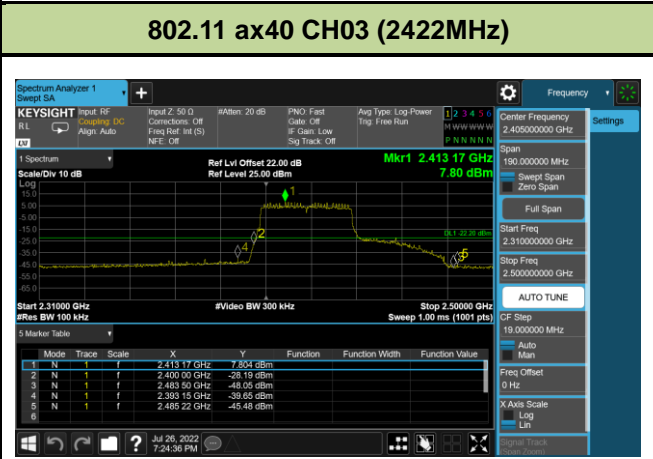 802.11 ax40 CH03 (2422MHz)
Spectrum Analyzer 1
Swept SA
+
Frequency
KEYSIGHT
RL
LXI
Input: RF
Coupling: DC
Align: Auto
Input Z: 50 Ω
Corrections: Off
Freq Ref: Int (S)
NFE: Off
#Atten: 20 dB
PNO: Fast
Gate: Off
IF Gain: Low
Sig Track: Off
Avg Type: Log-Power
Trig: Free Run
1 2 3 4 5 6
M W W W W W
P N N N N N
Center Frequency
2.405000000 GHz
Settings
Span
190.000000 MHz
Swept Span
Zero Span
Full Span
Start Freq
2.310000000 GHz
Stop Freq
2.500000000 GHz
AUTO TUNE
CF Step
19.000000 MHz
Auto
Man
Freq Offset
0 Hz
X Axis Scale
Log
Lin
Signal Track
(Span Zoom)
1 Spectrum
Scale/Div 10 dB
Log
Ref Lvl Offset 22.00 dB
Ref Level 25.00 dBm
Mkr1 2.413 17 GHz
7.80 dBm
15.0
5.00
-5.00
-15.0
-25.0
-35.0
-45.0
-55.0
-65.0
1
2
4
5
DL1 -22.20 dBm
Start 2.31000 GHz
#Res BW 100 kHz
#Video BW 300 kHz
Stop 2.50000 GHz
Sweep 1.00 ms (1001 pts)
5 Marker Table
Mode Trace Scale X Y Function Function Width Function Value
1 N 1 f 2.413 17 GHz 7.804 dBm
2 N 1 f 2.400 00 GHz -28.19 dBm
3 N 1 f 2.483 50 GHz -48.05 dBm
4 N 1 f 2.393 15 GHz -39.65 dBm
5 N 1 f 2.485 22 GHz -45.48 dBm
6
?
Jul 26, 2022
7:24:36 PM